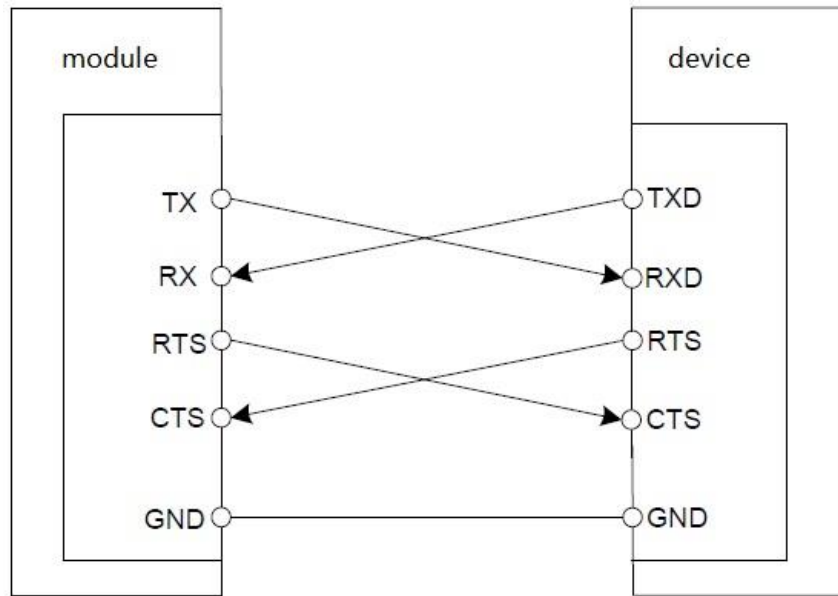 module
device
TX
TXD
RX
RXD
RTS
RTS
CTS
CTS
GND
GND